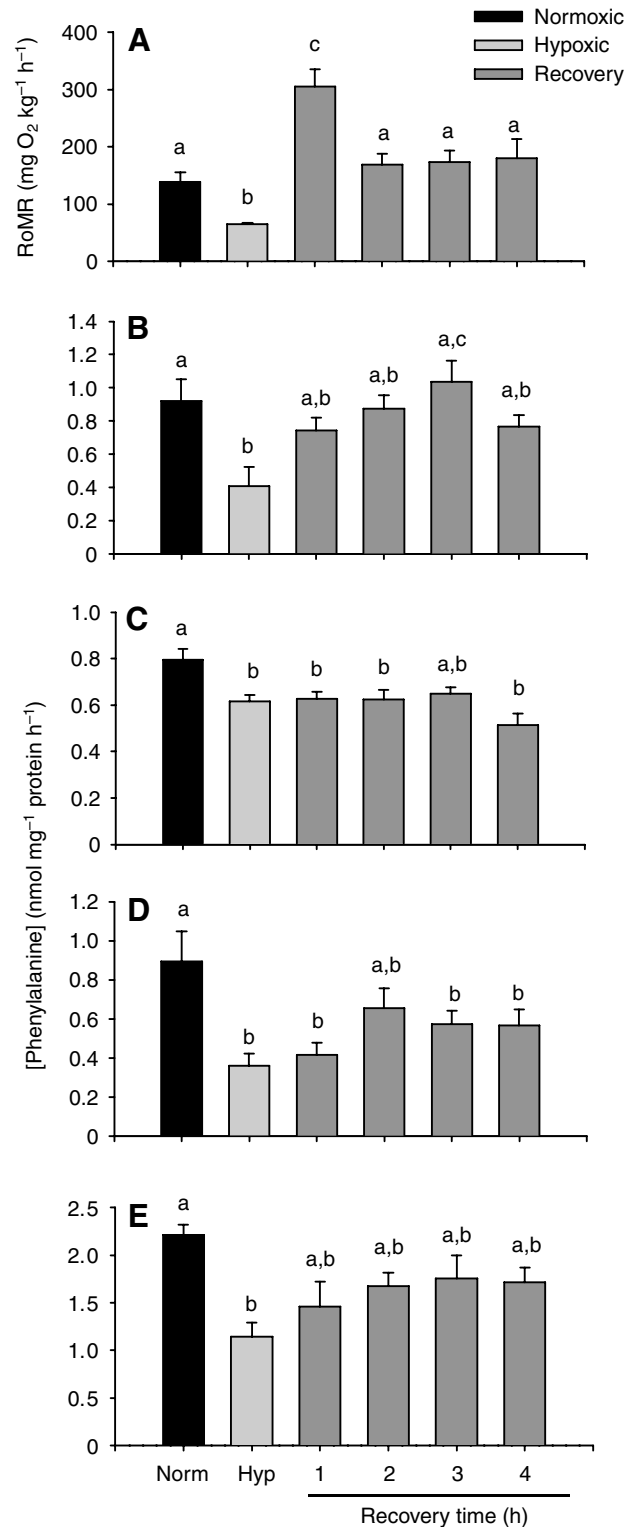 Normoxic
Hypoxic
Recovery
A
RoMR (mg O₂ kg⁻¹ h⁻¹)
400
300
200
100
0
a
b
c
a
a
a
B
1.4
1.2
1.0
0.8
0.6
0.4
0.2
0
a
b
a,b
a,b
a,c
a,b
[Phenylalanine] (nmol mg⁻¹ protein h⁻¹)
C
1.0
0.8
0.6
0.4
0.2
0
a
b
b
b
a,b
b
D
1.2
1.0
0.8
0.6
0.4
0.2
0
a
b
b
a,b
b
b
E
2.5
2.0
1.5
1.0
0.5
0
a
b
a,b
a,b
a,b
a,b
Norm Hyp 1 2 3 4
Recovery time (h)